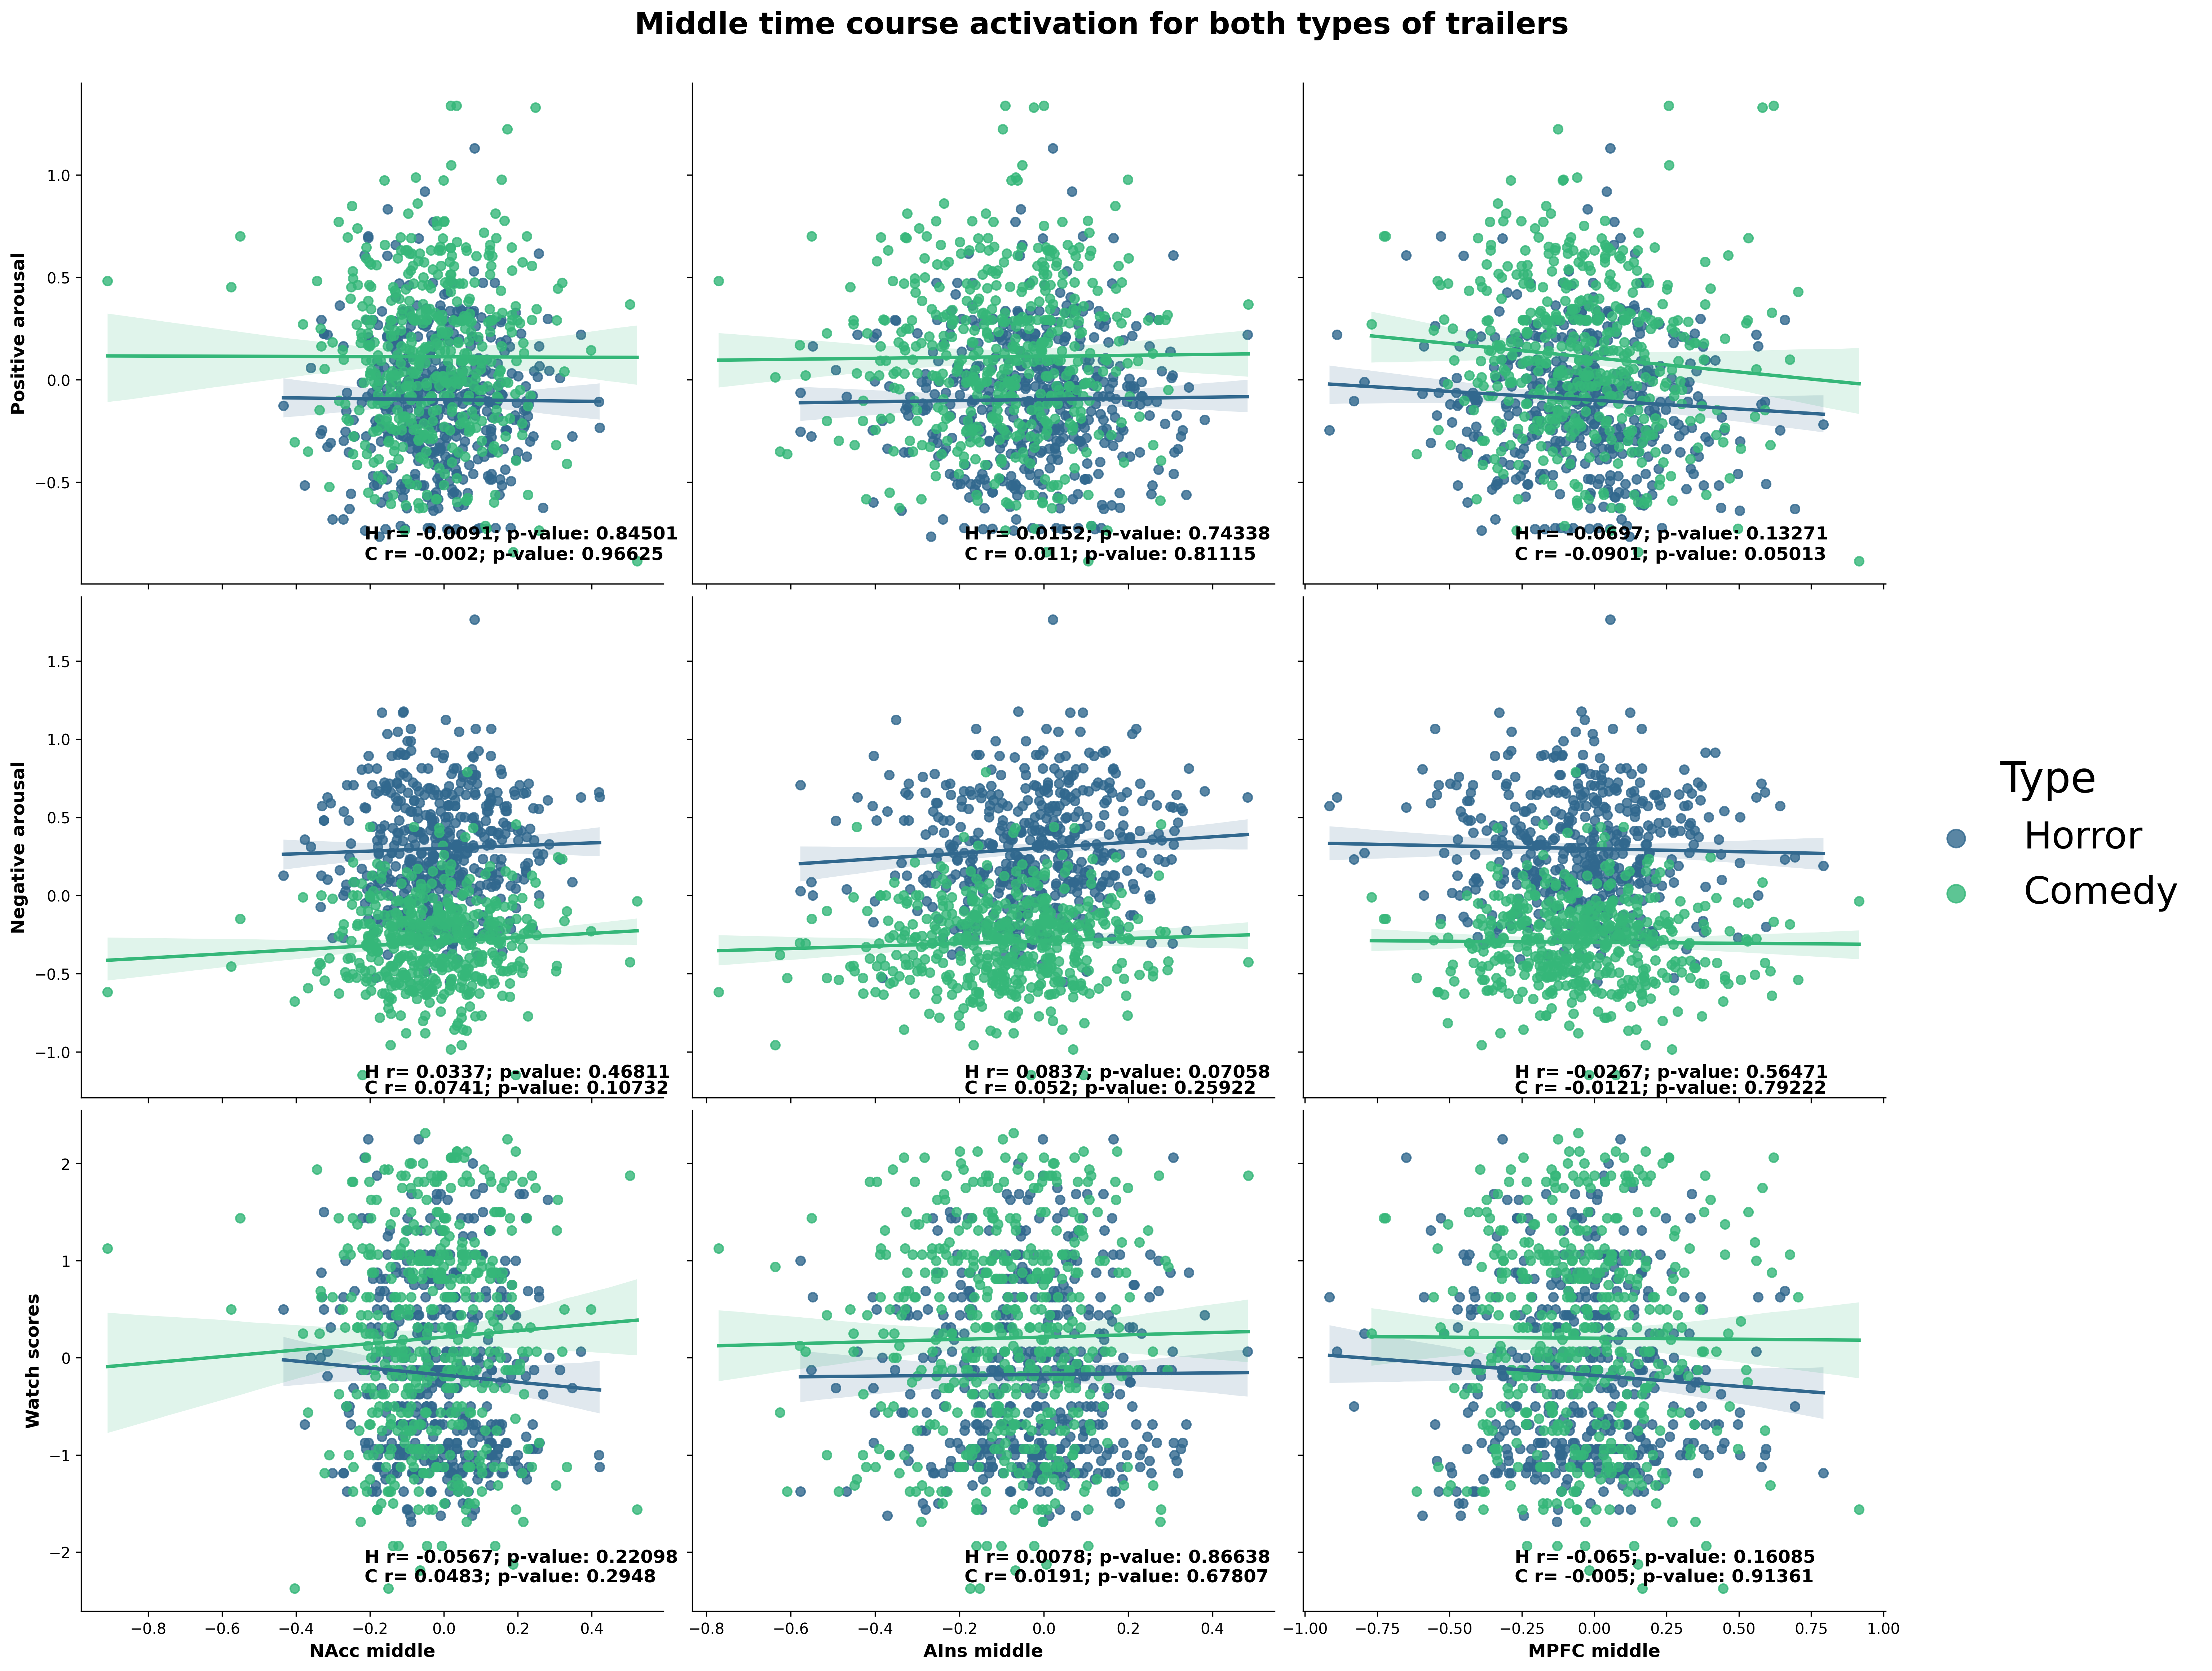 Middle time course activation for both types of trailers
Positive arousal
1.0
0.5
0.0
−0.5
H r= -0.0091; p-value: 0.84501
C r= -0.002; p-value: 0.96625
H r= 0.0152; p-value: 0.74338
C r= 0.011; p-value: 0.81115
H r= -0.0697; p-value: 0.13271
C r= -0.0901; p-value: 0.05013
Negative arousal
1.5
1.0
0.5
0.0
−0.5
−1.0
H r= 0.0337; p-value: 0.46811
C r= 0.0741; p-value: 0.10732
H r= 0.0837; p-value: 0.07058
C r= 0.052; p-value: 0.25922
H r= -0.0267; p-value: 0.56471
C r= -0.0121; p-value: 0.79222
Type
Horror
Comedy
Watch scores
2
1
0
−1
−2
H r= -0.0567; p-value: 0.22098
C r= 0.0483; p-value: 0.2948
H r= 0.0078; p-value: 0.86638
C r= 0.0191; p-value: 0.67807
H r= -0.065; p-value: 0.16085
C r= -0.005; p-value: 0.91361
−0.8 −0.6 −0.4 −0.2 0.0 0.2 0.4
NAcc middle
−0.8 −0.6 −0.4 −0.2 0.0 0.2 0.4
AIns middle
−1.00 −0.75 −0.50 −0.25 0.00 0.25 0.50 0.75 1.00
MPFC middle